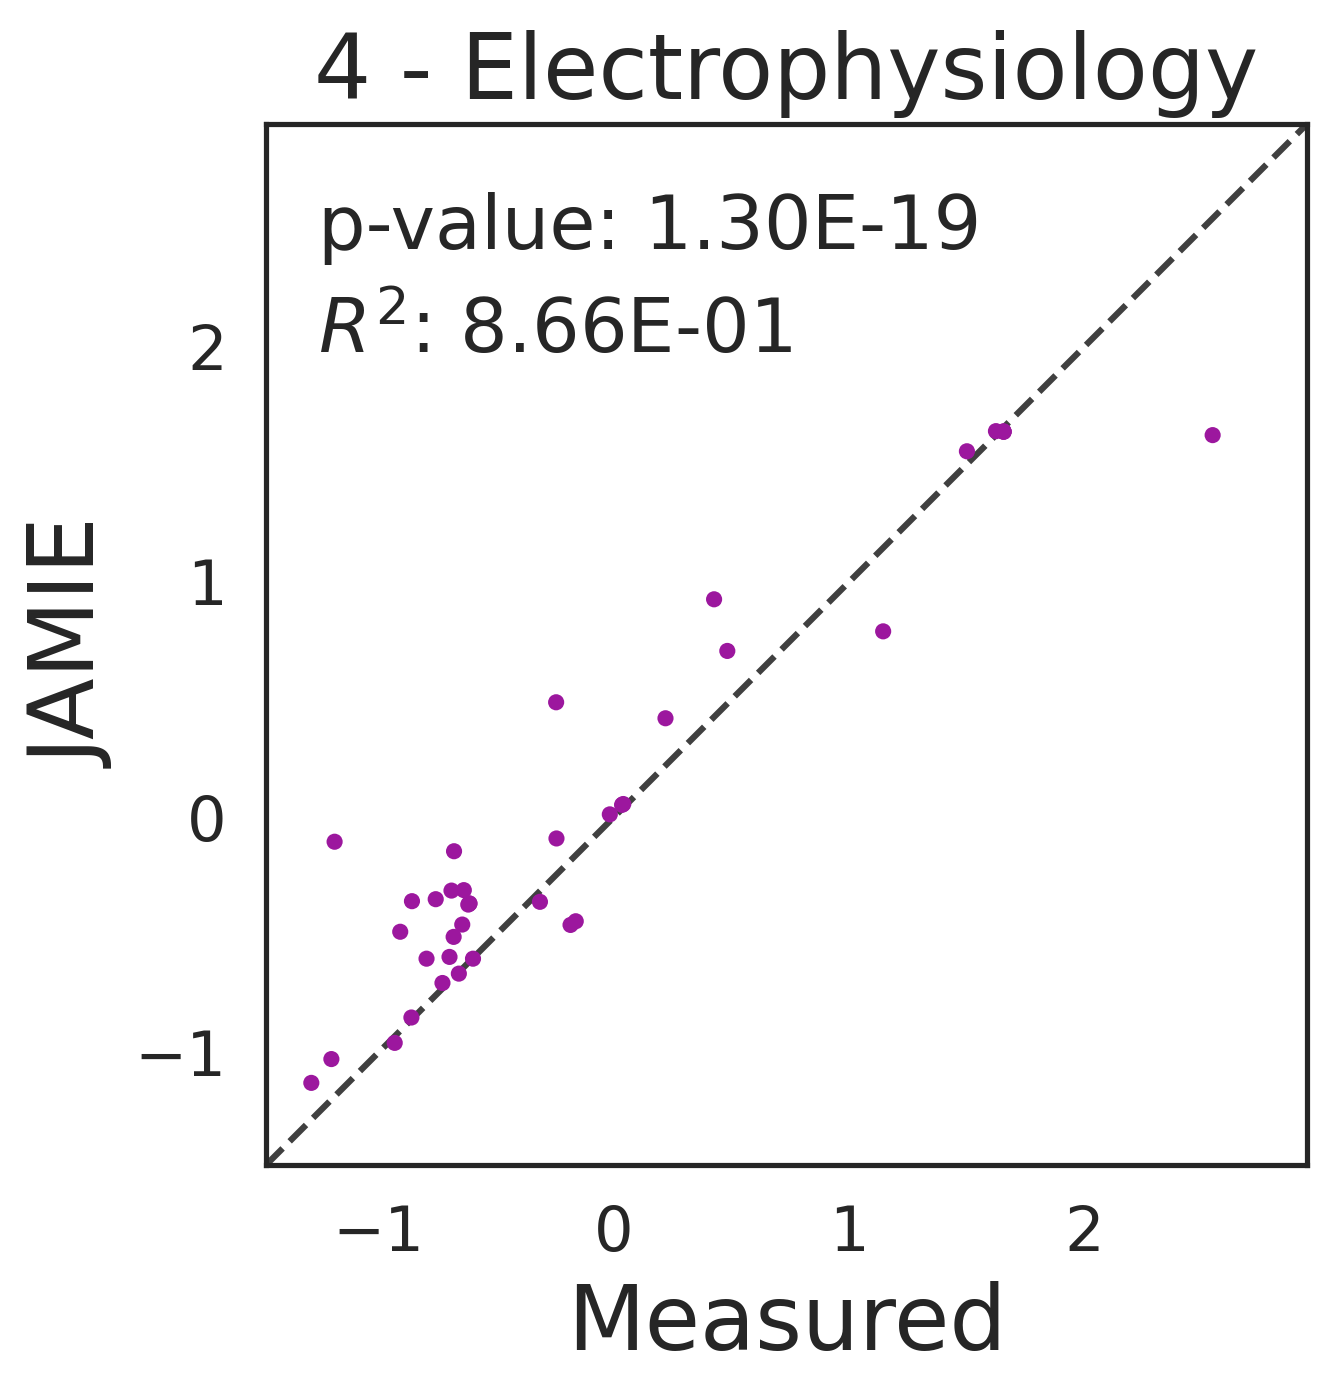 4 - Electrophysiology
p-value: 1.30E-19
R²: 8.66E-01
2
1
0
−1
JAMIE
−1 0 1 2
Measured